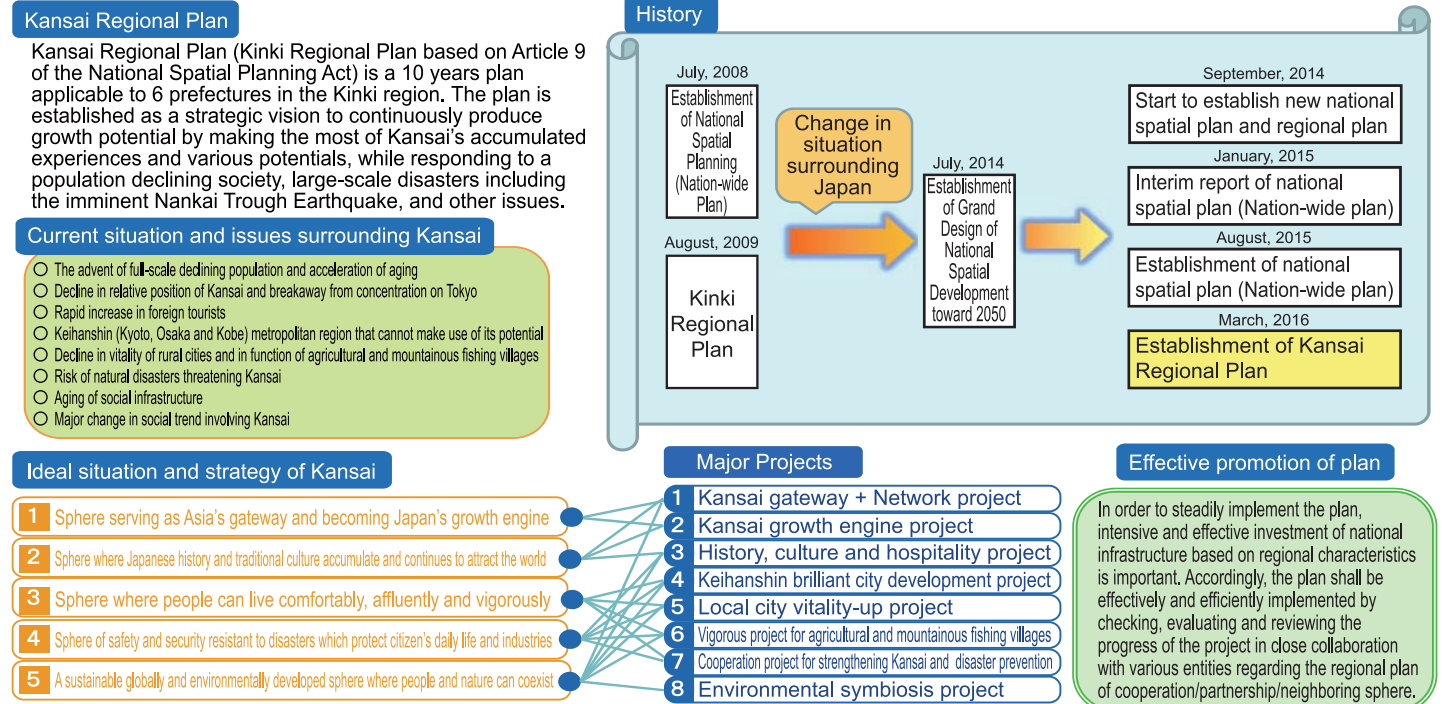 Kansai Regional Plan
Kansai Regional Plan (Kinki Regional Plan based on Article 9
of the National Spatial Planning Act) is a 10 years plan
applicable to 6 prefectures in the Kinki region. The plan is
established as a strategic vision to continuously produce
growth potential by making the most of Kansai's accumulated
experiences and various potentials, while responding to a
population declining society, large-scale disasters including
the imminent Nankai Trough Earthquake, and other issues.
Current situation and issues surrounding Kansai
○ The advent of full-scale declining population and acceleration of aging
○ Decline in relative position of Kansai and breakaway from concentration on Tokyo
○ Rapid increase in foreign tourists
○ Keihanshin (Kyoto, Osaka and Kobe) metropolitan region that cannot make use of its potential
○ Decline in vitality of rural cities and in function of agricultural and mountainous fishing villages
○ Risk of natural disasters threatening Kansai
○ Aging of social infrastructure
○ Major change in social trend involving Kansai
History
July, 2008
Establishment
of National
Spatial
Planning
(Nation-wide
Plan)
August, 2009
Kinki
Regional
Plan
Change in
situation
surrounding
Japan
July, 2014
Establishment
of Grand
Design of
National
Spatial
Development
toward 2050
September, 2014
Start to establish new national
spatial plan and regional plan
January, 2015
Interim report of national
spatial plan (Nation-wide plan)
August, 2015
Establishment of national
spatial plan (Nation-wide plan)
March, 2016
Establishment of Kansai
Regional Plan
Ideal situation and strategy of Kansai
1 Sphere serving as Asia's gateway and becoming Japan's growth engine
2 Sphere where Japanese history and traditional culture accumulate and continues to attract the world
3 Sphere where people can live comfortably, affluently and vigorously
4 Sphere of safety and security resistant to disasters which protect citizen's daily life and industries
5 A sustainable globally and environmentally developed sphere where people and nature can coexist
Major Projects
1 Kansai gateway + Network project
2 Kansai growth engine project
3 History, culture and hospitality project
4 Keihanshin brilliant city development project
5 Local city vitality-up project
6 Vigorous project for agricultural and mountainous fishing villages
7 Cooperation project for strengthening Kansai and disaster prevention
8 Environmental symbiosis project
Effective promotion of plan
In order to steadily implement the plan,
intensive and effective investment of national
infrastructure based on regional characteristics
is important. Accordingly, the plan shall be
effectively and efficiently implemented by
checking, evaluating and reviewing the
progress of the project in close collaboration
with various entities regarding the regional plan
of cooperation/partnership/neighboring sphere.